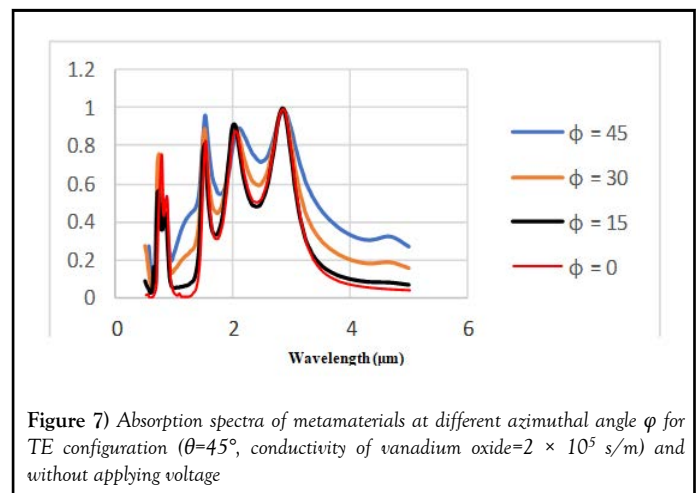 1.2
1
0.8
0.6
0.4
0.2
0
0 2 4 6
Wavelength (μm)
ϕ = 45
ϕ = 30
ϕ = 15
ϕ = 0
Figure 7) Absorption spectra of metamaterials at different azimuthal angle φ for
TE configuration (θ=45°, conductivity of vanadium oxide=2 × 10⁵ s/m) and
without applying voltage